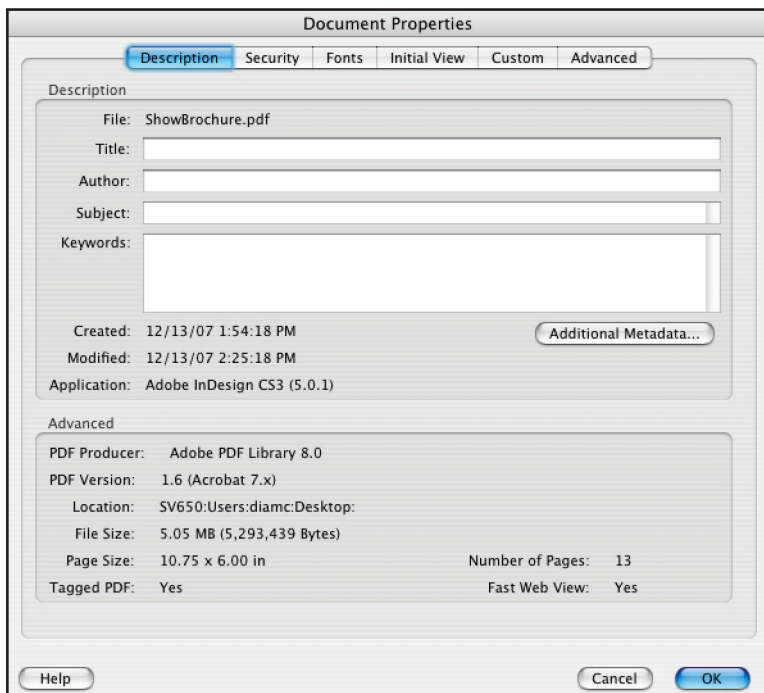 Document Properties
Description Security Fonts Initial View Custom Advanced
Description
File: ShowBrochure.pdf
Title:
Author:
Subject:
Keywords:
Created: 12/13/07 1:54:18 PM
Additional Metadata...
Modified: 12/13/07 2:25:18 PM
Application: Adobe InDesign CS3 (5.0.1)
Advanced
PDF Producer: Adobe PDF Library 8.0
PDF Version: 1.6 (Acrobat 7.x)
Location: SV650:Users:diamc:Desktop:
File Size: 5.05 MB (5,293,439 Bytes)
Page Size: 10.75 x 6.00 in Number of Pages: 13
Tagged PDF: Yes Fast Web View: Yes
Help Cancel OK